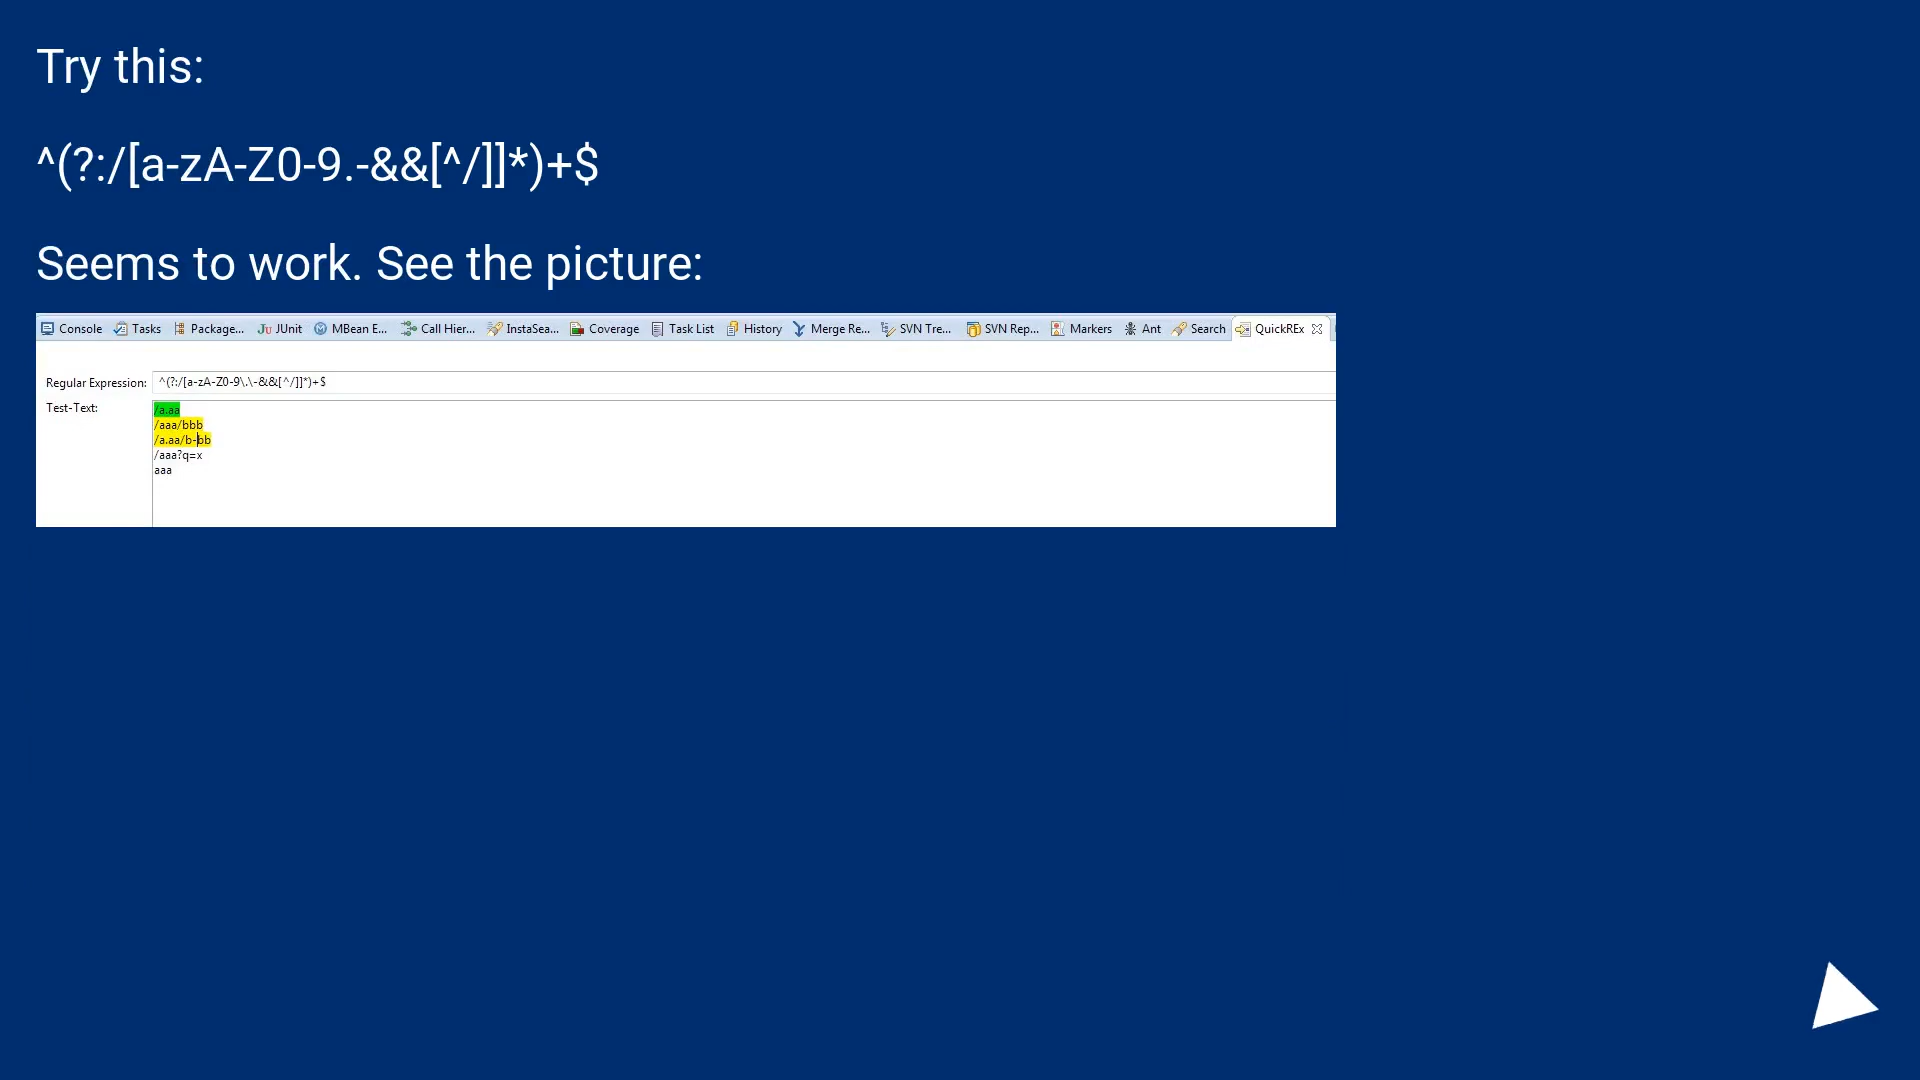 Try this:
^(?:/[a-zA-Z0-9.-&&[^/]]*)+$
Seems to work. See the picture:
Console Tasks Package... JUnit MBean E... Call Hier... InstaSea... Coverage Task List History Merge Re... SVN Tre... SVN Rep... Markers Ant Search QuickREx
Regular Expression: ^(?:/[a-zA-Z0-9\.\-&&[^/]]*)+$
Test-Text: /a.aa
/aaa/bbb
/a.aa/b-bb
/aaa?q=x
aaa